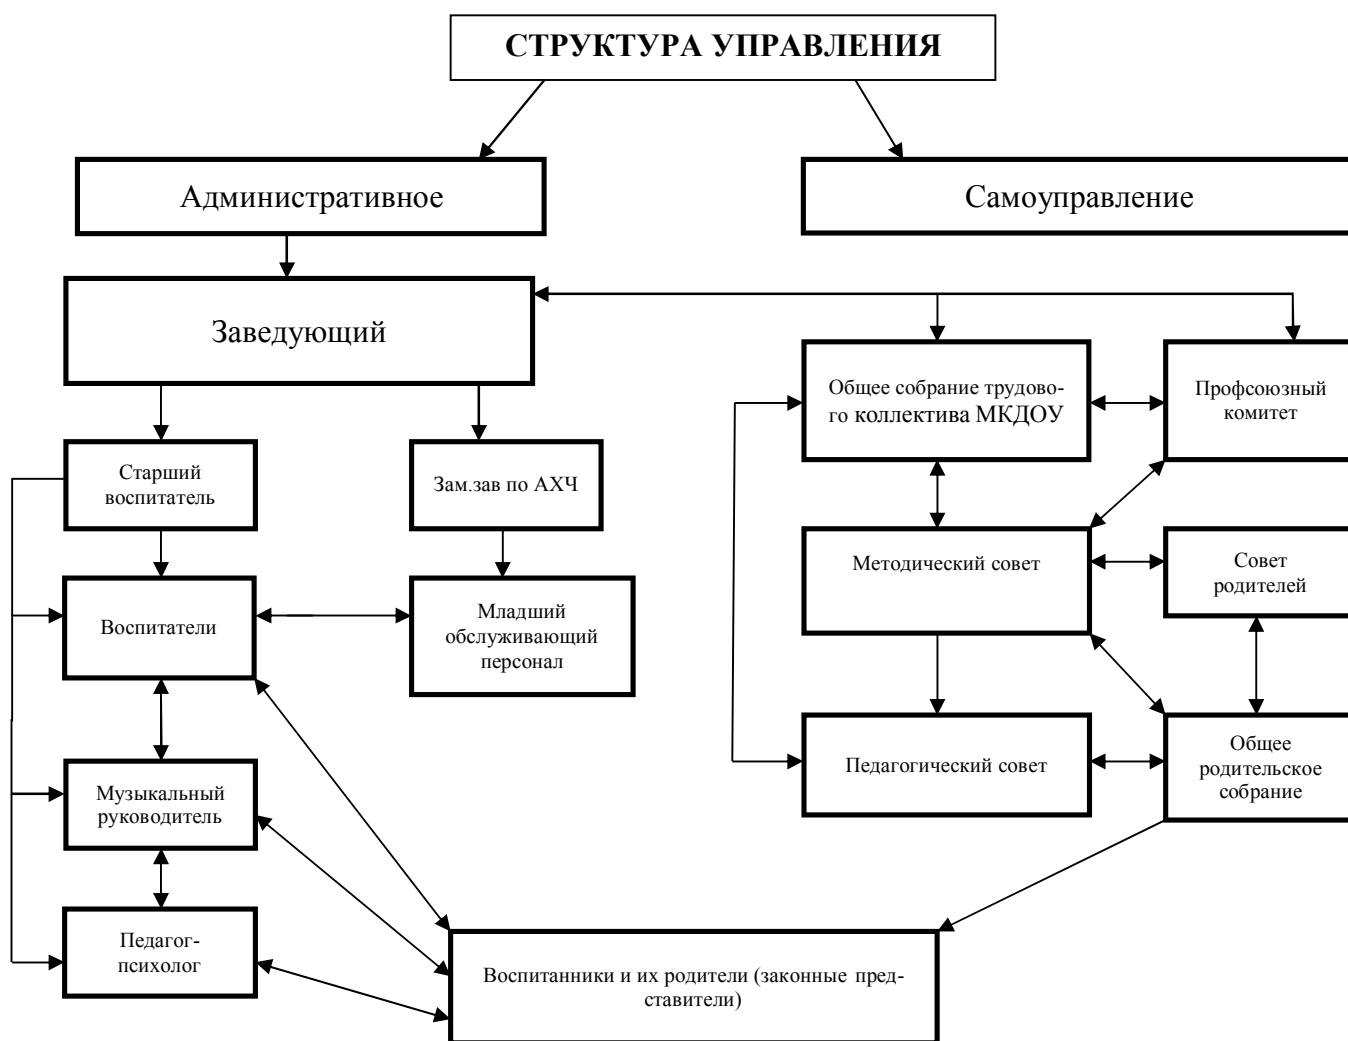 СТРУКТУРА УПРАВЛЕНИЯ
Административное
Самоуправление
Заведующий
Общее собрание трудово-
го коллектива МКДОУ
Профсоюзный
комитет
Старший
воспитатель
Зам.зав по АХЧ
Методический совет
Совет
родителей
Воспитатели
Младший
обслуживающий
персонал
Педагогический совет
Общее
родительское
собрание
Музыкальный
руководитель
Педагог-
психолог
Воспитанники и их родители (законные пред-
ставители)